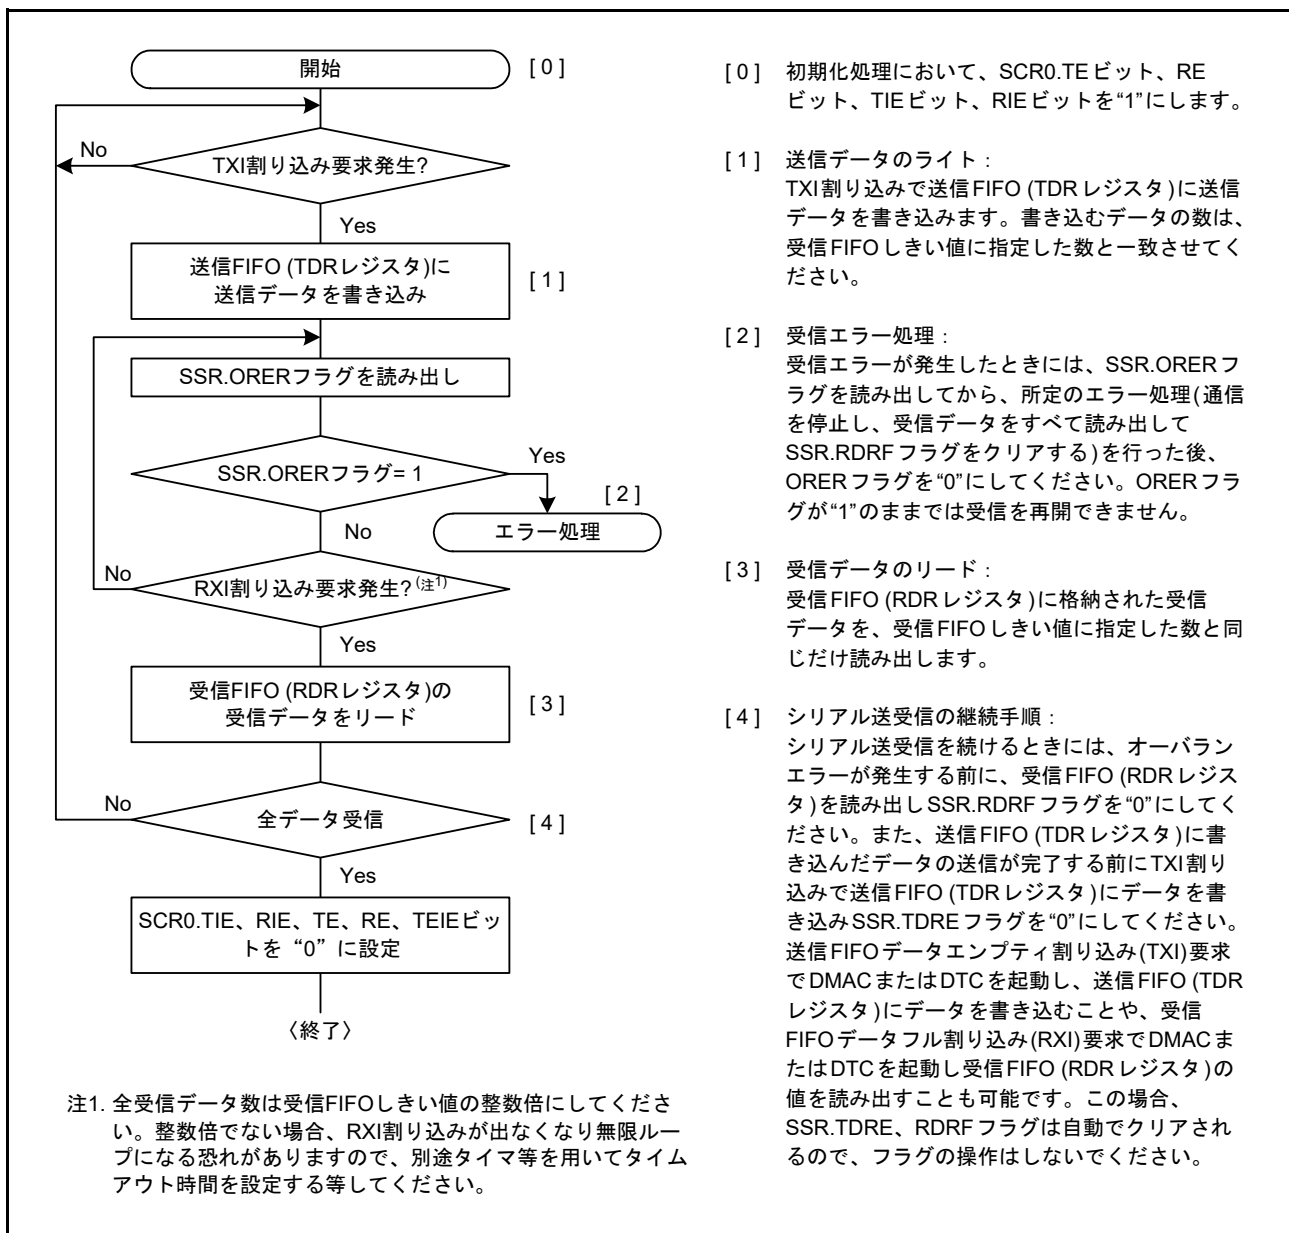 開始
[ 0 ]
No
TXI割り込み要求発生?
Yes
送信FIFO (TDRレジスタ)に
送信データを書き込み
[ 1 ]
SSR.ORERフラグを読み出し
SSR.ORERフラグ= 1
Yes
[ 2 ]
エラー処理
No
No
RXI割り込み要求発生?(注1)
Yes
受信FIFO (RDRレジスタ)の
受信データをリード
[ 3 ]
No
全データ受信
[ 4 ]
Yes
SCR0.TIE、RIE、TE、RE、TEIEビッ
トを“0”に設定
〈終了〉
注1. 全受信データ数は受信FIFOしきい値の整数倍にしてくださ
い。整数倍でない場合、RXI割り込みが出なくなり無限ルー
プになる恐れがありますので、別途タイマ等を用いてタイム
アウト時間を設定する等してください。
[ 0 ] 初期化処理において、SCR0.TEビット、RE
ビット、TIEビット、RIEビットを“1”にします。
[ 1 ] 送信データのライト：
TXI割り込みで送信FIFO (TDRレジスタ)に送信
データを書き込みます。書き込むデータの数は、
受信FIFOしきい値に指定した数と一致させてく
ださい。
[ 2 ] 受信エラー処理：
受信エラーが発生したときには、SSR.ORERフ
ラグを読み出してから、所定のエラー処理(通信
を停止し、受信データをすべて読み出して
SSR.RDRFフラグをクリアする)を行った後、
ORERフラグを“0”にしてください。ORERフラ
グが“1”のままでは受信を再開できません。
[ 3 ] 受信データのリード：
受信FIFO (RDRレジスタ)に格納された受信
データを、受信FIFOしきい値に指定した数と同
じだけ読み出します。
[ 4 ] シリアル送受信の継続手順：
シリアル送受信を続けるときには、オーバラン
エラーが発生する前に、受信FIFO (RDRレジス
タ)を読み出しSSR.RDRFフラグを“0”にしてく
ださい。また、送信FIFO (TDRレジスタ)に書
き込んだデータの送信が完了する前にTXI割り
込みで送信FIFO (TDRレジスタ)にデータを書
き込みSSR.TDREフラグを“0”にしてください。
送信FIFOデータエンプティ割り込み(TXI)要求
でDMACまたはDTCを起動し、送信FIFO (TDR
レジスタ)にデータを書き込むことや、受信
FIFOデータフル割り込み(RXI)要求でDMACま
たはDTCを起動し受信FIFO (RDRレジスタ)の
値を読み出すことも可能です。この場合、
SSR.TDRE、RDRFフラグは自動でクリアされ
るので、フラグの操作はしないでください。